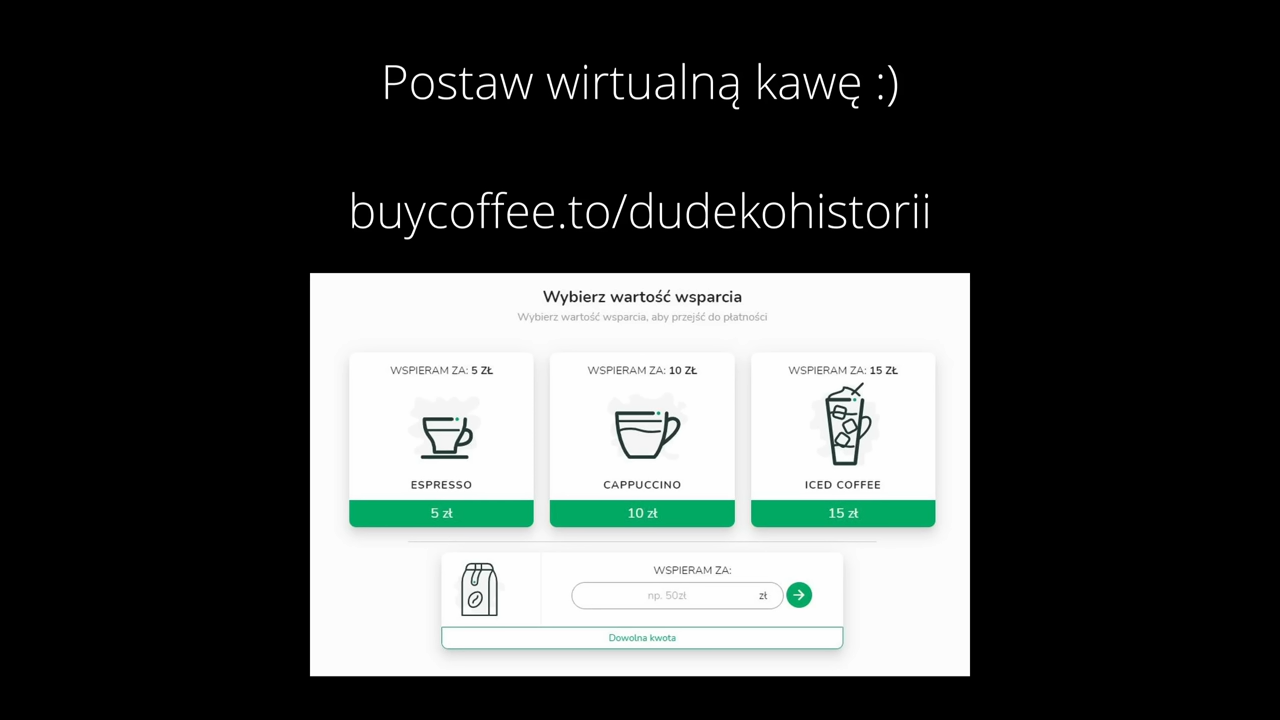 Postaw wirtualną kawę :)
buycoffee.to/dudekohistorii
Wybierz wartość wsparcia
Wybierz wartość wsparcia, aby przejść do płatności
WSPIERAM ZA: 5 ZŁ
ESPRESSO
5 zł
WSPIERAM ZA: 10 ZŁ
CAPPUCCINO
10 zł
WSPIERAM ZA: 15 ZŁ
ICED COFFEE
15 zł
WSPIERAM ZA:
np. 50zł zł
Dowolna kwota